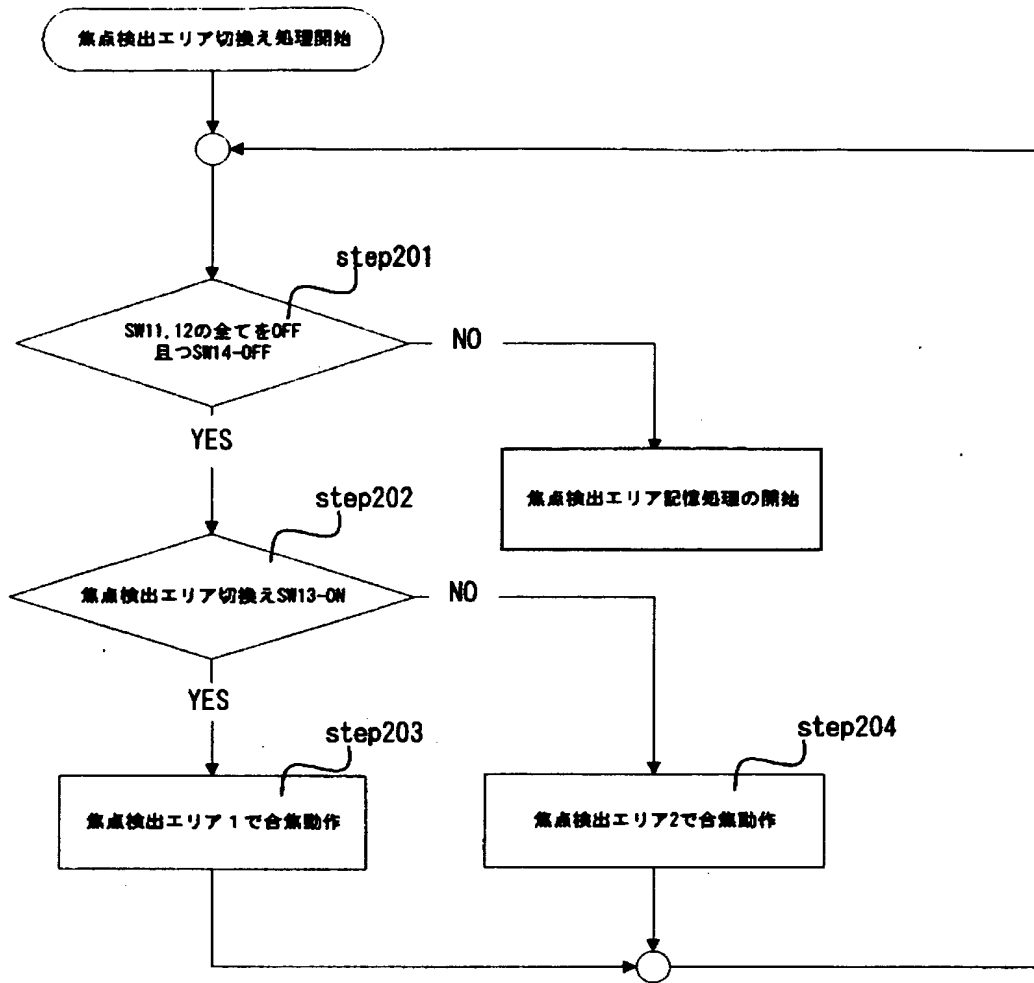 焦点検出エリア切換え処理開始
step201
SW11,12の全てをOFF
且つSW14-OFF
NO
YES
焦点検出エリア記憶処理の開始
step202
焦点検出エリア切換えSW13-ON
NO
YES
step203
step204
焦点検出エリア1で合焦動作
焦点検出エリア2で合焦動作